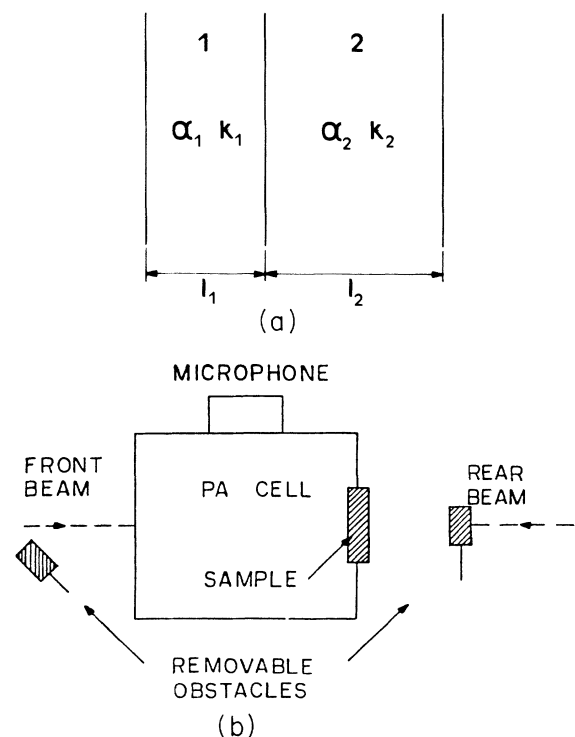 1 2
α₁ k₁ α₂ k₂
l₁ l₂
(a)
MICROPHONE
FRONT
BEAM
PA CELL
REAR
BEAM
SAMPLE
REMOVABLE
OBSTACLES
(b)